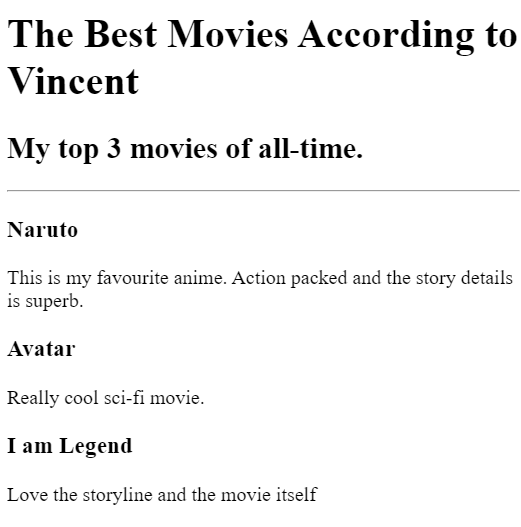 The Best Movies According to
Vincent
My top 3 movies of all-time.
Naruto
This is my favourite anime. Action packed and the story details
is superb.
Avatar
Really cool sci-fi movie.
I am Legend
Love the storyline and the movie itself